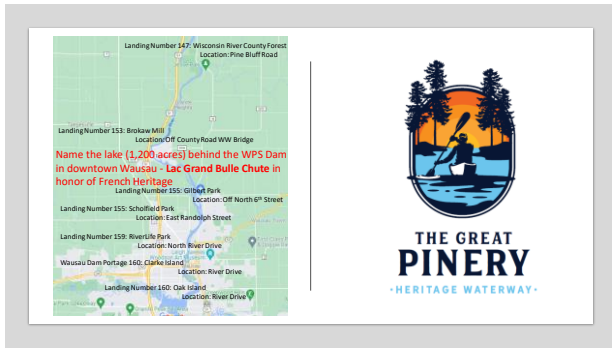 Landing Number 147: Wisconsin River County Forest
Location: Pine Bluff Road
Landing Number 153: Brokaw Mill
Location: Off County Road WW Bridge
Name the lake (1,200 acres) behind the WPS Dam
in downtown Wausau - Lac Grand Bulle Chute in
honor of French Heritage
Landing Number 155: Gilbert Park
Location: Off North 6th Street
Landing Number 155: Scholfield Park
Location: East Randolph Street
Landing Number 159: RiverLife Park
Location: North River Drive
Wausau Dam Portage 160: Clarke Island
Location: River Drive
Landing Number 160: Oak Island
Location: River Drive
THE GREAT
PINERY
·HERITAGE WATERWAY·